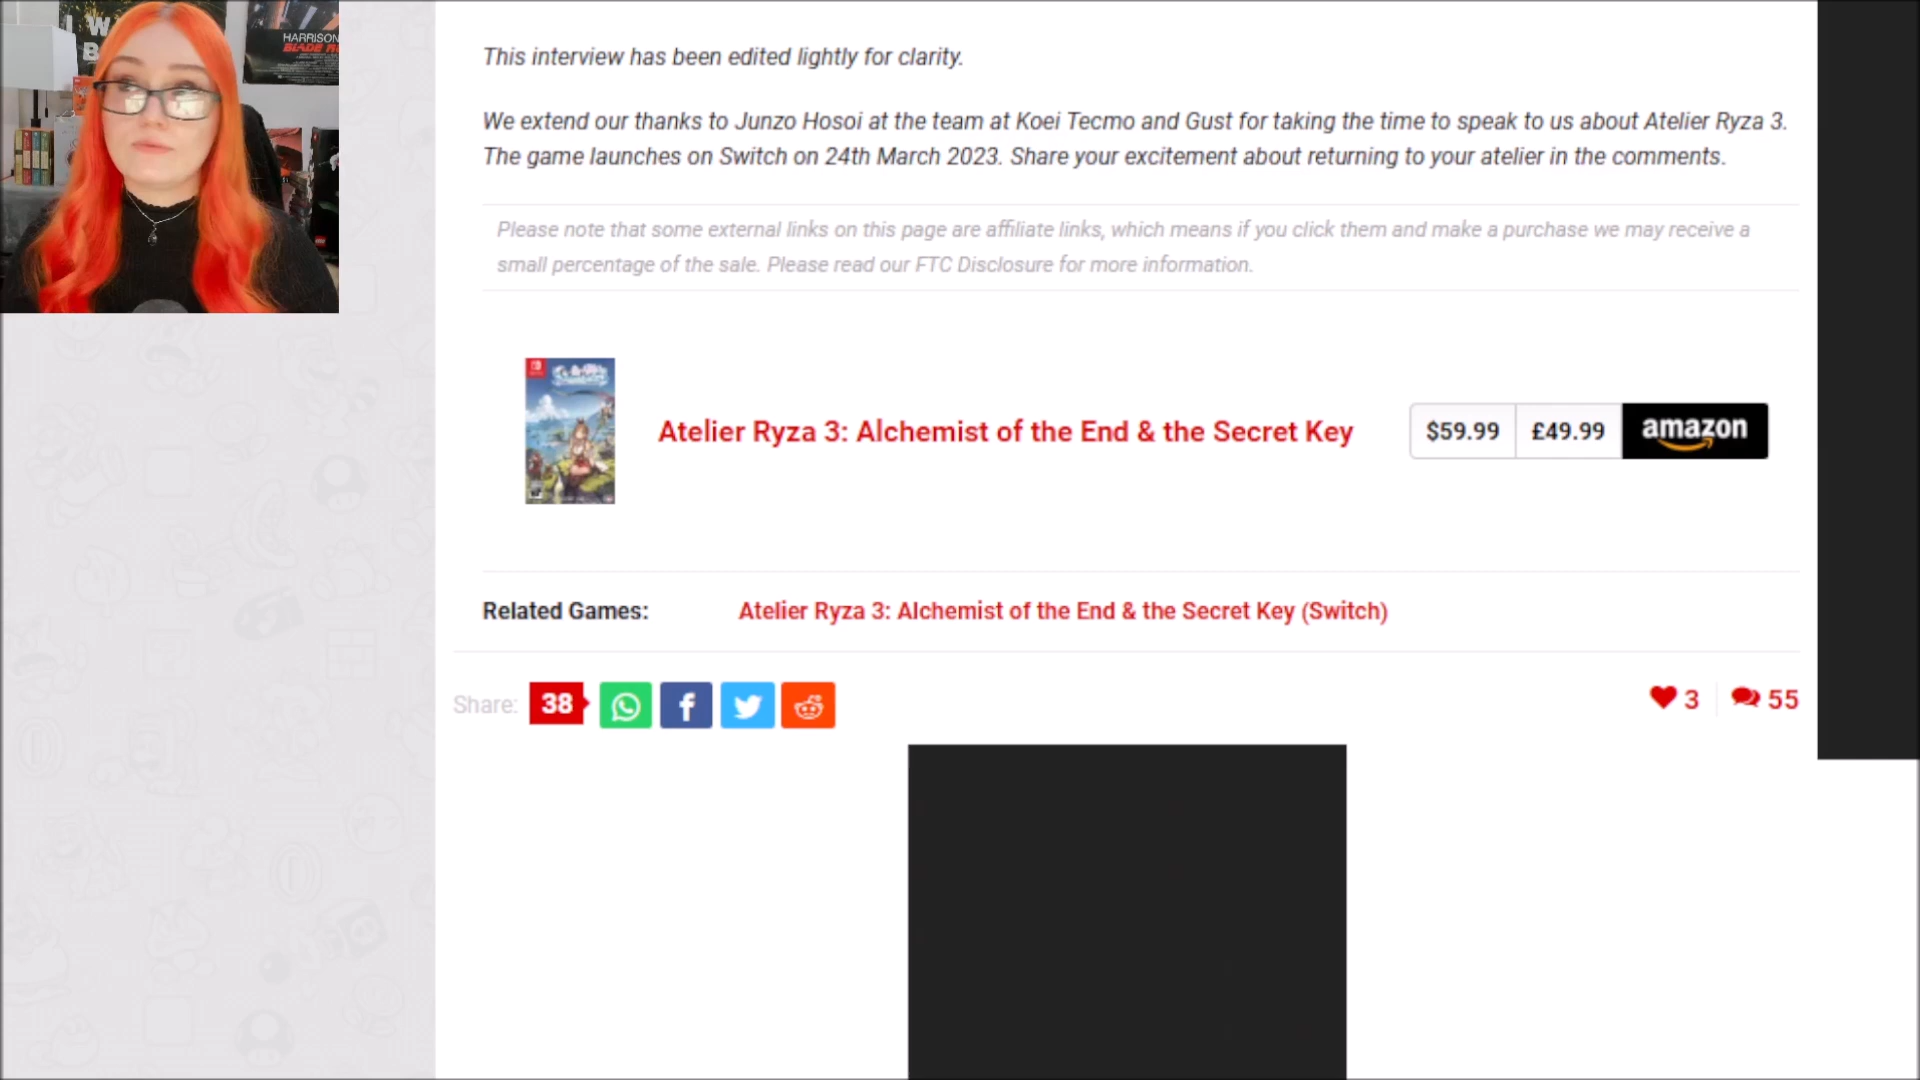 HARRISON
This interview has been edited lightly for clarity.
We extend our thanks to Junzo Hosoi at the team at Koei Tecmo and Gust for taking the time to speak to us about Atelier Ryza 3.
The game launches on Switch on 24th March 2023. Share your excitement about returning to your atelier in the comments.
Please note that some external links on this page are affiliate links, which means if you click them and make a purchase we may receive a
small percentage of the sale. Please read our FTC Disclosure for more information.
Atelier Ryza 3: Alchemist of the End & the Secret Key
$59.99 £49.99 amazon
Related Games: Atelier Ryza 3: Alchemist of the End & the Secret Key (Switch)
Share: 38
3 55